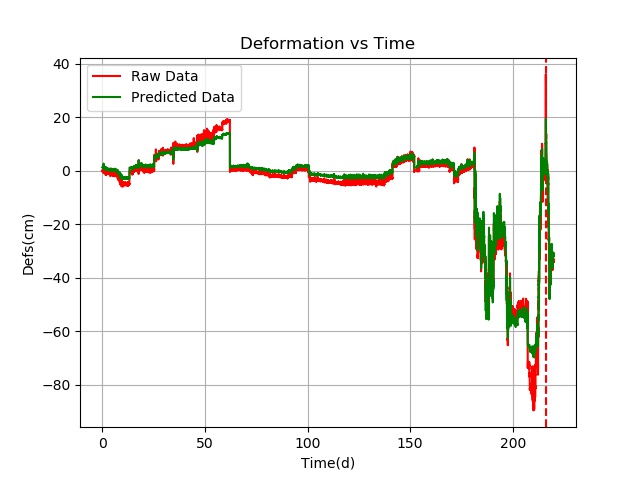 Deformation vs Time
Raw Data
Predicted Data
Defs(cm)
40
20
0
−20
−40
−60
−80
0 50 100 150 200
Time(d)